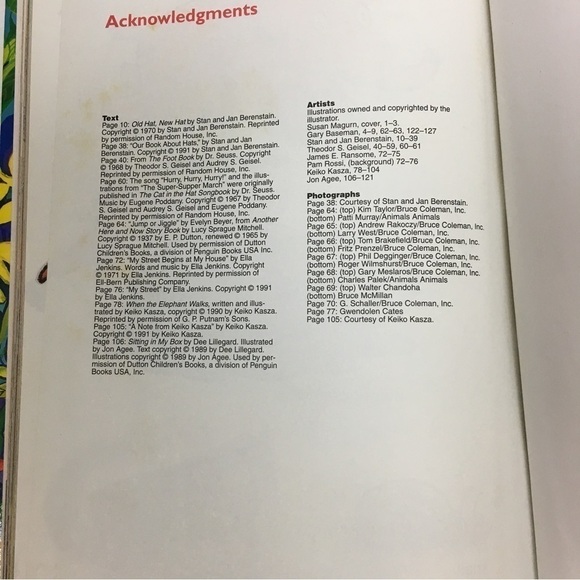 Acknowledgments
Text
Page 10: Old Hat, New Hat by Stan and Jan Berenstain.
Copyright © 1970 by Stan and Jan Berenstain. Reprinted
by permission of Random House, Inc.
Page 38: "Our Book About Hats," by Stan and Jan
Berenstain. Copyright © 1991 by Stan and Jan Berenstain.
Page 40: From The Foot Book by Dr. Seuss. Copyright
© 1968 by Theodor S. Geisel and Audrey S. Geisel.
Reprinted by permission of Random House, Inc.
Page 60: The song "Hurry, Hurry, Hurry!" and the illus-
trations from "The Super-Supper March" were originally
published in The Cat in the Hat Songbook by Dr. Seuss.
Music by Eugene Poddany. Copyright © 1967 by Theodor
S. Geisel and Audrey S. Geisel and Eugene Poddany.
Reprinted by permission of Random House, Inc.
Page 64: "Jump or Jiggle" by Evelyn Beyer, from Another
Here and Now Story Book by Lucy Sprague Mitchell.
Copyright © 1937 by E. P. Dutton, renewed © 1965 by
Lucy Sprague Mitchell. Used by permission of Dutton
Children's Books, a division of Penguin Books USA Inc.
Page 72: "My Street Begins at My House" by Ella
Jenkins. Words and music by Ella Jenkins. Copyright
© 1971 by Ella Jenkins. Reprinted by permission of
Ell-Bern Publishing Company.
Page 76: "My Street" by Ella Jenkins. Copyright © 1991
by Ella Jenkins.
Page 78: When the Elephant Walks, written and illus-
trated by Keiko Kasza, copyright © 1990 by Keiko Kasza.
Reprinted by permission of G. P. Putnam's Sons.
Page 105: "A Note from Keiko Kasza" by Keiko Kasza.
Copyright © 1991 by Keiko Kasza.
Page 106: Sitting in My Box by Dee Lillegard. Illustrated
by Jon Agee. Text copyright © 1989 by Dee Lillegard.
Illustrations copyright © 1989 by Jon Agee. Used by per-
mission of Dutton Children's Books, a division of Penguin
Books USA, Inc.
Artists
Illustrations owned and copyrighted by the
illustrator.
Susan Magurn, cover, 1–3.
Gary Baseman, 4–9, 62–63, 122–127
Stan and Jan Berenstain, 10–39
Theodor S. Geisel, 40–59, 60–61
James E. Ransome, 72–75
Pam Rossi, (background) 72–76
Keiko Kasza, 78–104
Jon Agee, 106–121
Photographs
Page 38: Courtesy of Stan and Jan Berenstain.
Page 64: (top) Kim Taylor/Bruce Coleman, Inc.
(bottom) Patti Murray/Animals Animals
Page 65: (top) Andrew Rakoczy/Bruce Coleman, Inc.
(bottom) Larry West/Bruce Coleman, Inc.
Page 66: (top) Tom Brakefield/Bruce Coleman, Inc.
(bottom) Fritz Prenzel/Bruce Coleman, Inc.
Page 67: (top) Phil Degginger/Bruce Coleman, Inc.
(bottom) Roger Wilmshurst/Bruce Coleman, Inc.
Page 68: (top) Gary Meslaros/Bruce Coleman, Inc.
(bottom) Charles Palek/Animals Animals
Page 69: (top) Walter Chandoha
(bottom) Bruce McMillan
Page 70: G. Schaller/Bruce Coleman, Inc.
Page 77: Gwendolen Cates
Page 105: Courtesy of Keiko Kasza.